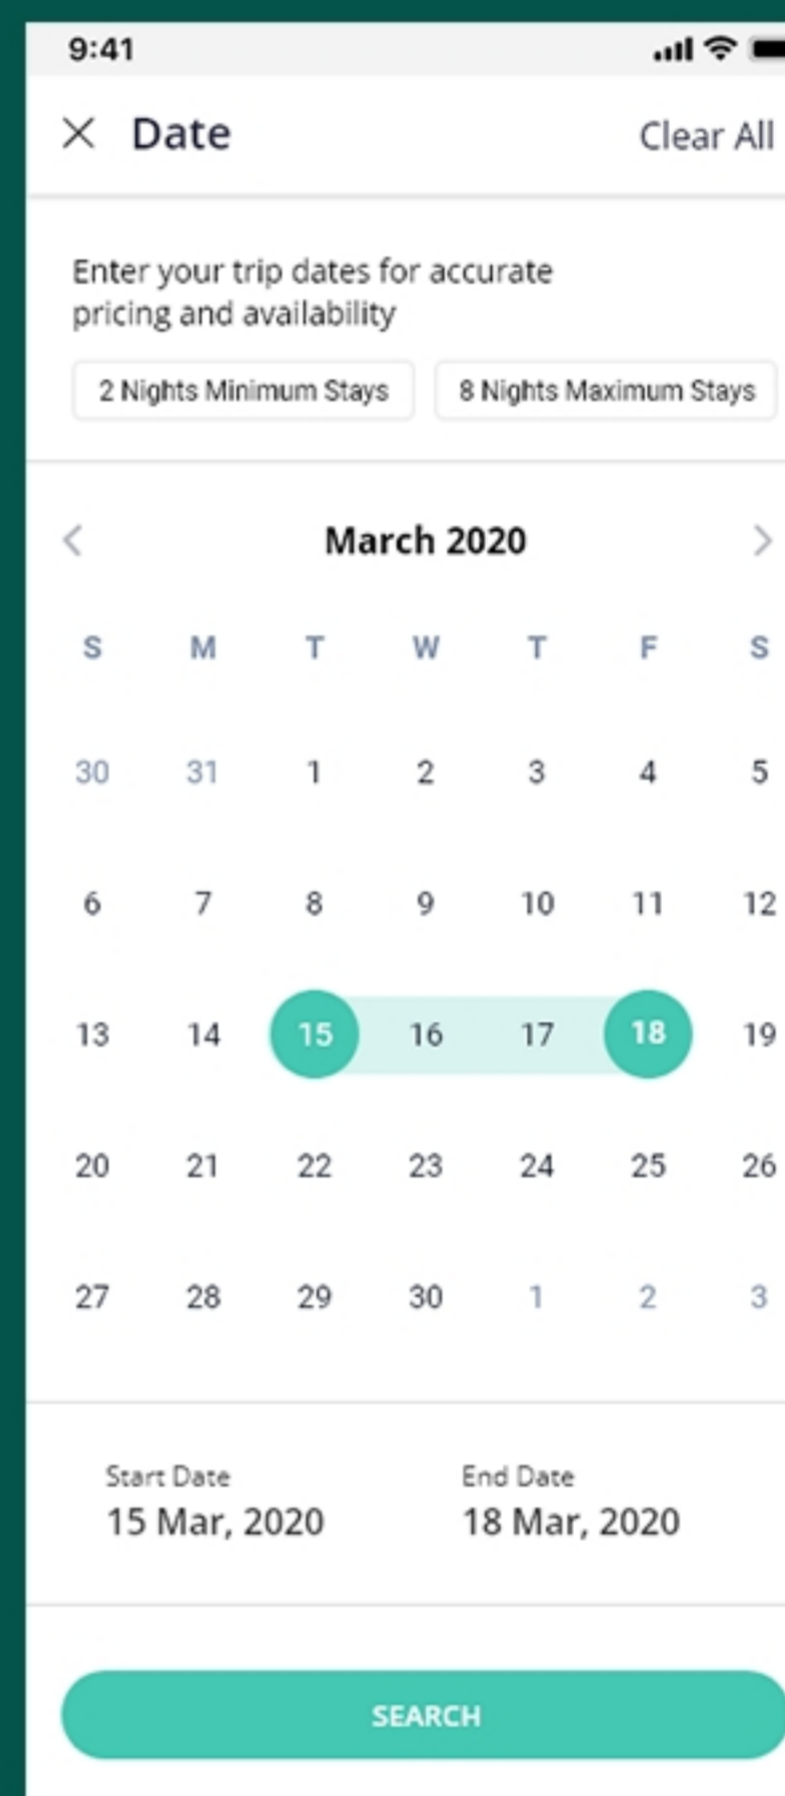 9:41
Date Clear All
Enter your trip dates for accurate
pricing and availability
2 Nights Minimum Stays 8 Nights Maximum Stays
March 2020
S M T W T F S
30 31 1 2 3 4 5
6 7 8 9 10 11 12
13 14 15 16 17 18 19
20 21 22 23 24 25 26
27 28 29 30 1 2 3
Start Date End Date
15 Mar, 2020 18 Mar, 2020
SEARCH